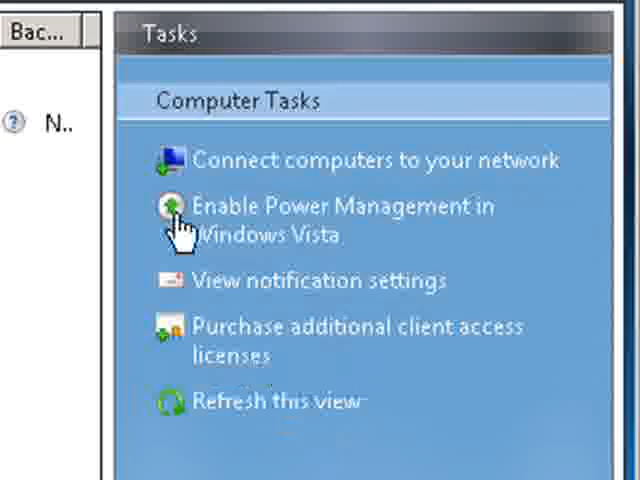 Bac...
Tasks
Computer Tasks
N..
Connect computers to your network
Enable Power Management in
Windows Vista
View notification settings
Purchase additional client access
licenses
Refresh this view